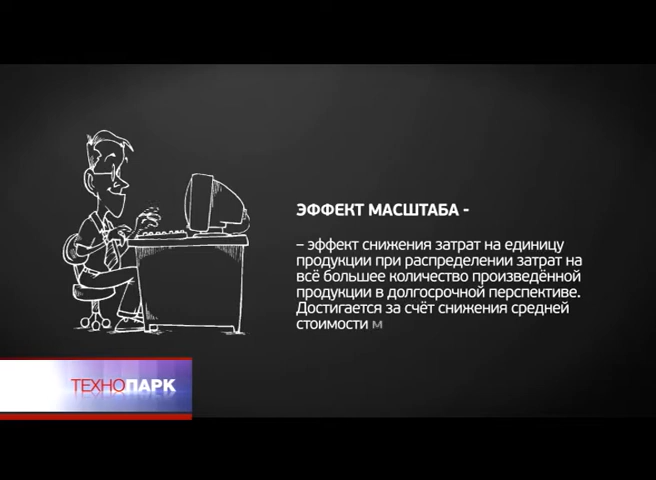 ЭФФЕКТ МАСШТАБА -
– эффект снижения затрат на единицу
продукции при распределении затрат на
всё большее количество произведённой
продукции в долгосрочной перспективе.
Достигается за счёт снижения средней
стоимости м
ТЕХНОПАРК